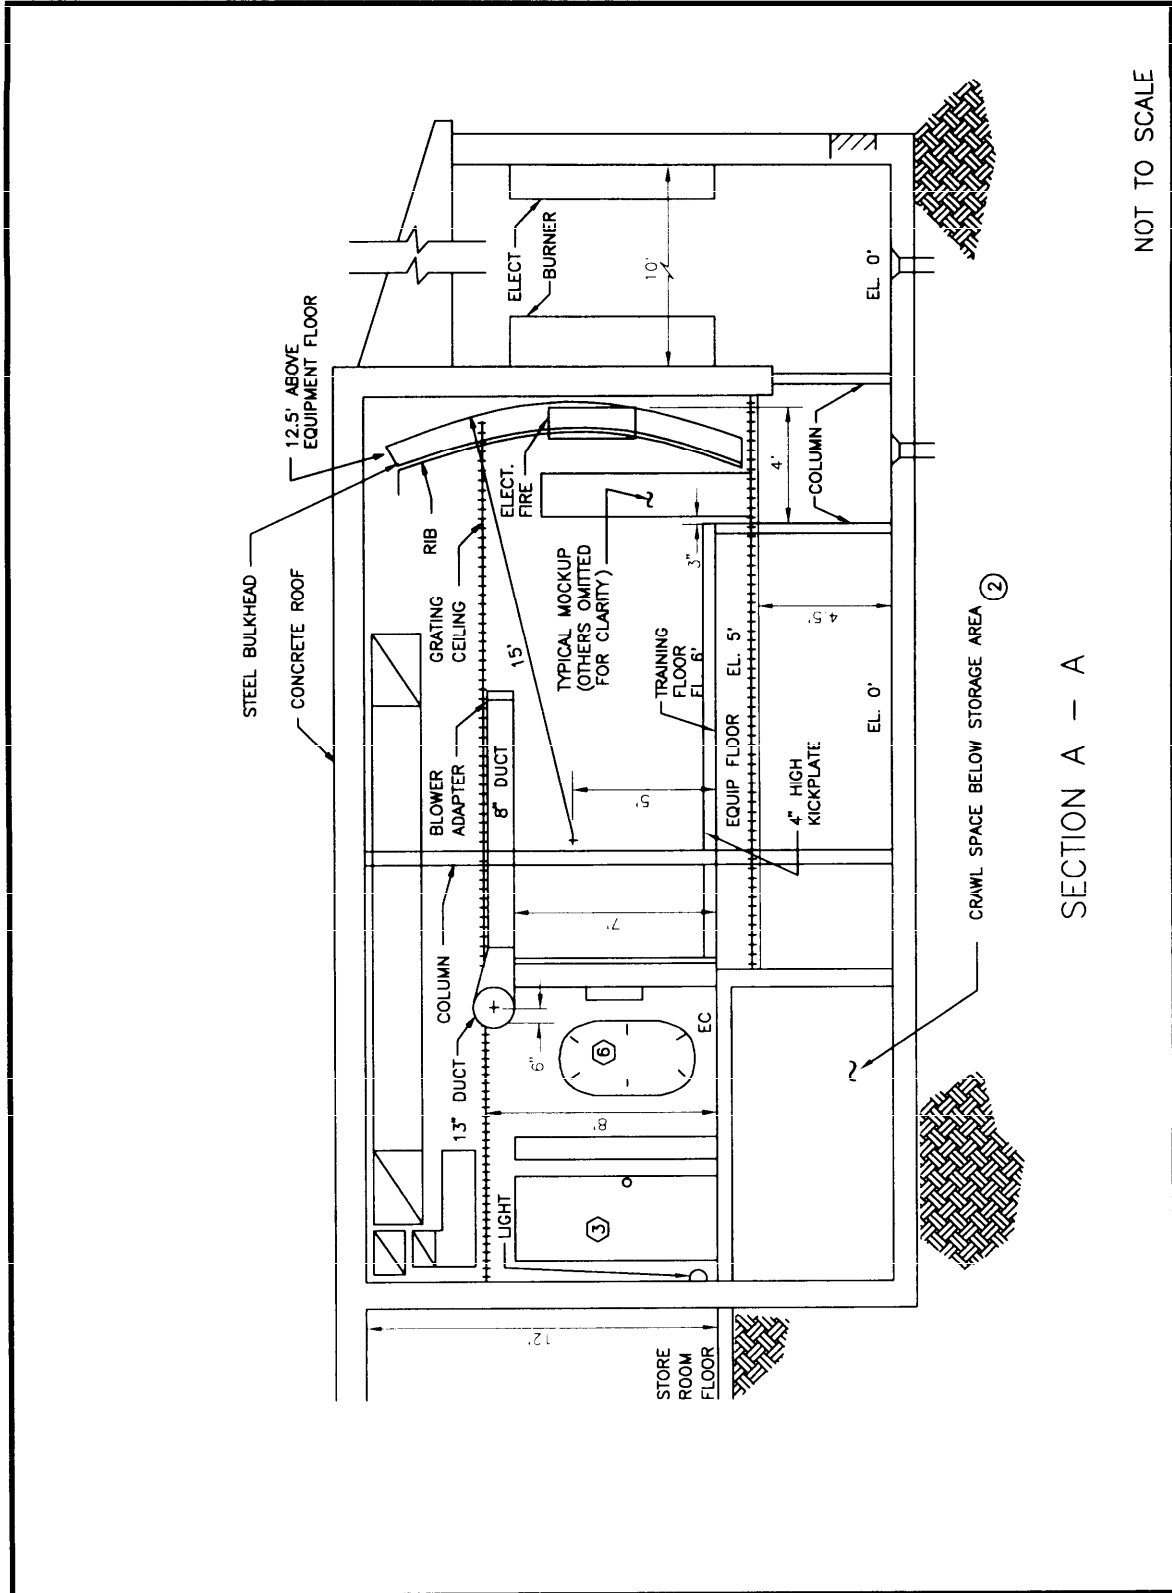 12.5' ABOVE
EQUIPMENT FLOOR
STEEL BULKHEAD
CONCRETE ROOF
RIB
GRATING
CEILING
BLOWER
ADAPTER
8" DUCT
COLUMN
13" DUCT
LIGHT
ELECT
BURNER
ELECT.
FIRE
15'
10'
TYPICAL MOCKUP
(OTHERS OMITTED
FOR CLARITY)
3"
4'
COLUMN
TRAINING
FLOOR
EL. 6'
EQUIP FLOOR EL. 5'
5'
7'
6"
8'
12'
EC
6
3
4" HIGH
KICKPLATE
4.5'
EL. 0'
EL. 0'
STORE
ROOM
FLOOR
CRAWL SPACE BELOW STORAGE AREA 2
SECTION A - A
NOT TO SCALE